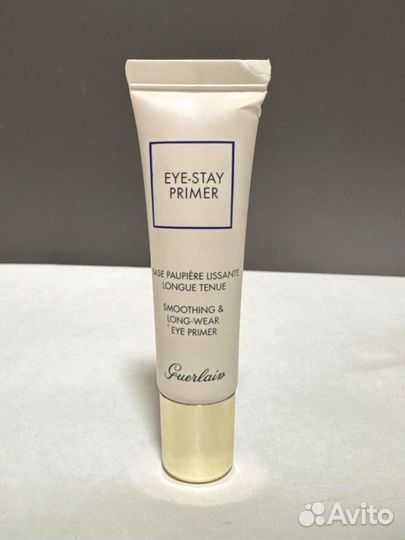 EYE-STAY
PRIMER
BASE PAUPIÈRE LISSANTE
LONGUE TENUE
SMOOTHING &
LONG-WEAR
EYE PRIMER
Guerlain
Avito